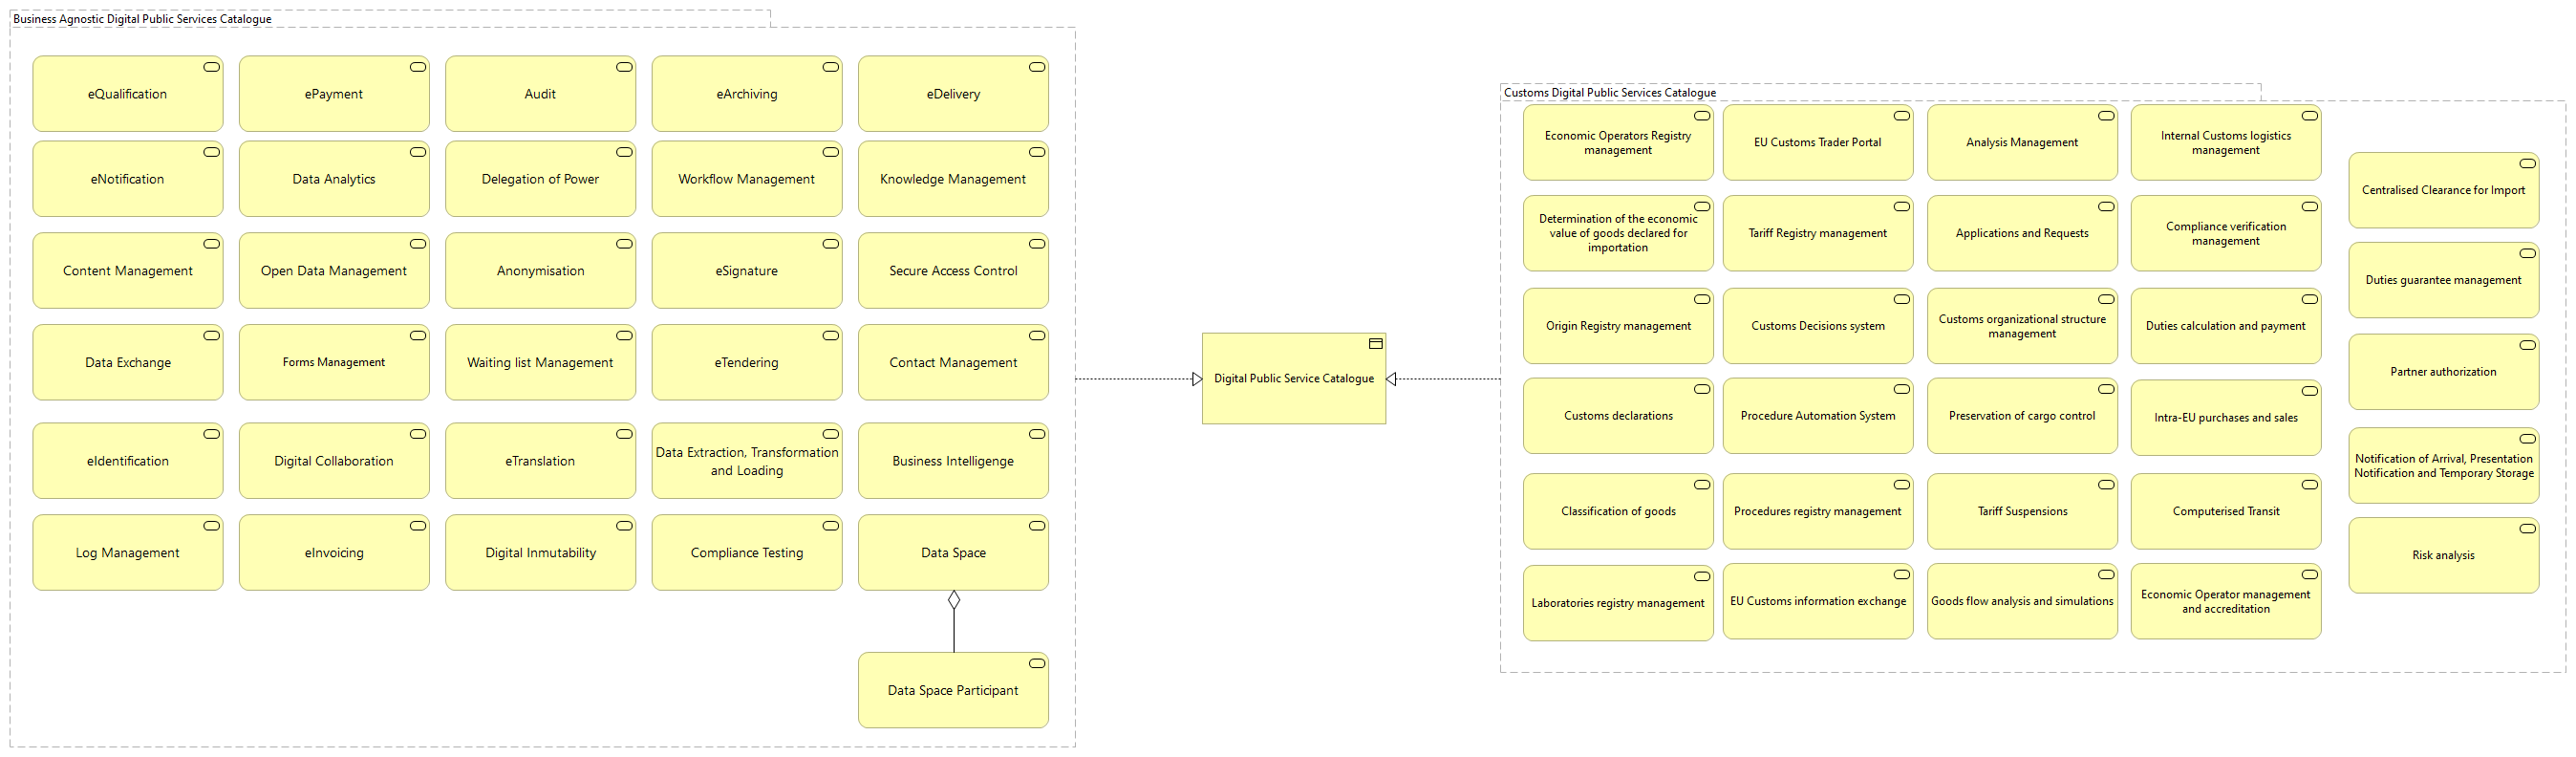 Business Agnostic Digital Public Services Catalogue
eQualification
ePayment
Audit
eArchiving
eDelivery
eNotification
Data Analytics
Delegation of Power
Workflow Management
Knowledge Management
Content Management
Open Data Management
Anonymisation
eSignature
Secure Access Control
Data Exchange
Forms Management
Waiting list Management
eTendering
Contact Management
eIdentification
Digital Collaboration
eTranslation
Data Extraction, Transformation
and Loading
Business Intelligence
Log Management
eInvoicing
Digital Inmutability
Compliance Testing
Data Space
Data Space Participant
Digital Public Service Catalogue
Customs Digital Public Services Catalogue
Economic Operators Registry
management
EU Customs Trader Portal
Analysis Management
Internal Customs logistics
management
Determination of the economic
value of goods declared for
importation
Tariff Registry management
Applications and Requests
Compliance verification
management
Origin Registry management
Customs Decisions system
Customs organizational structure
management
Duties calculation and payment
Customs declarations
Procedure Automation System
Preservation of cargo control
Intra-EU purchases and sales
Classification of goods
Procedures registry management
Tariff Suspensions
Computerised Transit
Laboratories registry management
EU Customs information exchange
Goods flow analysis and simulations
Economic Operator management
and accreditation
Centralised Clearance for Import
Duties guarantee management
Partner authorization
Notification of Arrival, Presentation
Notification and Temporary Storage
Risk analysis